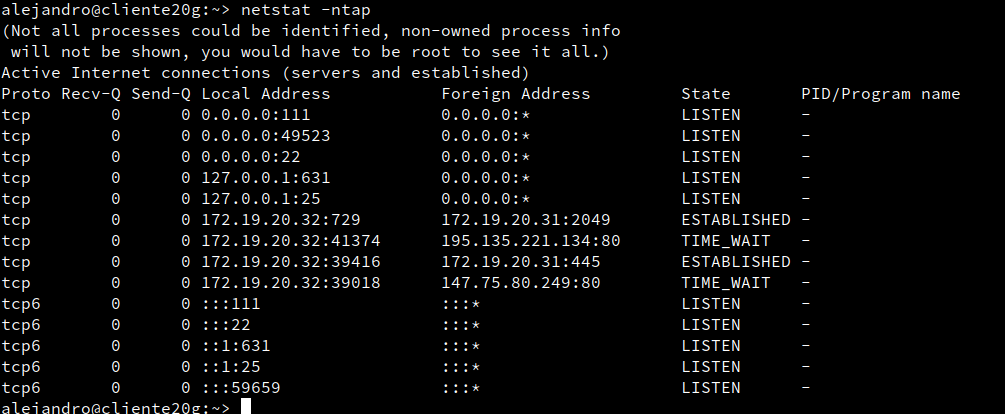 alejandro@cliente20g:~> netstat -ntap
(Not all processes could be identified, non-owned process info
 will not be shown, you would have to be root to see it all.)
Active Internet connections (servers and established)
Proto Recv-Q Send-Q Local Address           Foreign Address         State       PID/Program name
tcp        0      0 0.0.0.0:111             0.0.0.0:*               LISTEN      -
tcp        0      0 0.0.0.0:49523           0.0.0.0:*               LISTEN      -
tcp        0      0 0.0.0.0:22              0.0.0.0:*               LISTEN      -
tcp        0      0 127.0.0.1:631           0.0.0.0:*               LISTEN      -
tcp        0      0 127.0.0.1:25            0.0.0.0:*               LISTEN      -
tcp        0      0 172.19.20.32:729        172.19.20.31:2049       ESTABLISHED -
tcp        0      0 172.19.20.32:41374      195.135.221.134:80      TIME_WAIT   -
tcp        0      0 172.19.20.32:39416      172.19.20.31:445        ESTABLISHED -
tcp        0      0 172.19.20.32:39018      147.75.80.249:80        TIME_WAIT   -
tcp6       0      0 :::111                  :::*                    LISTEN      -
tcp6       0      0 :::22                   :::*                    LISTEN      -
tcp6       0      0 ::1:631                 :::*                    LISTEN      -
tcp6       0      0 ::1:25                  :::*                    LISTEN      -
tcp6       0      0 :::59659                :::*                    LISTEN      -
alejandro@cliente20g:~>